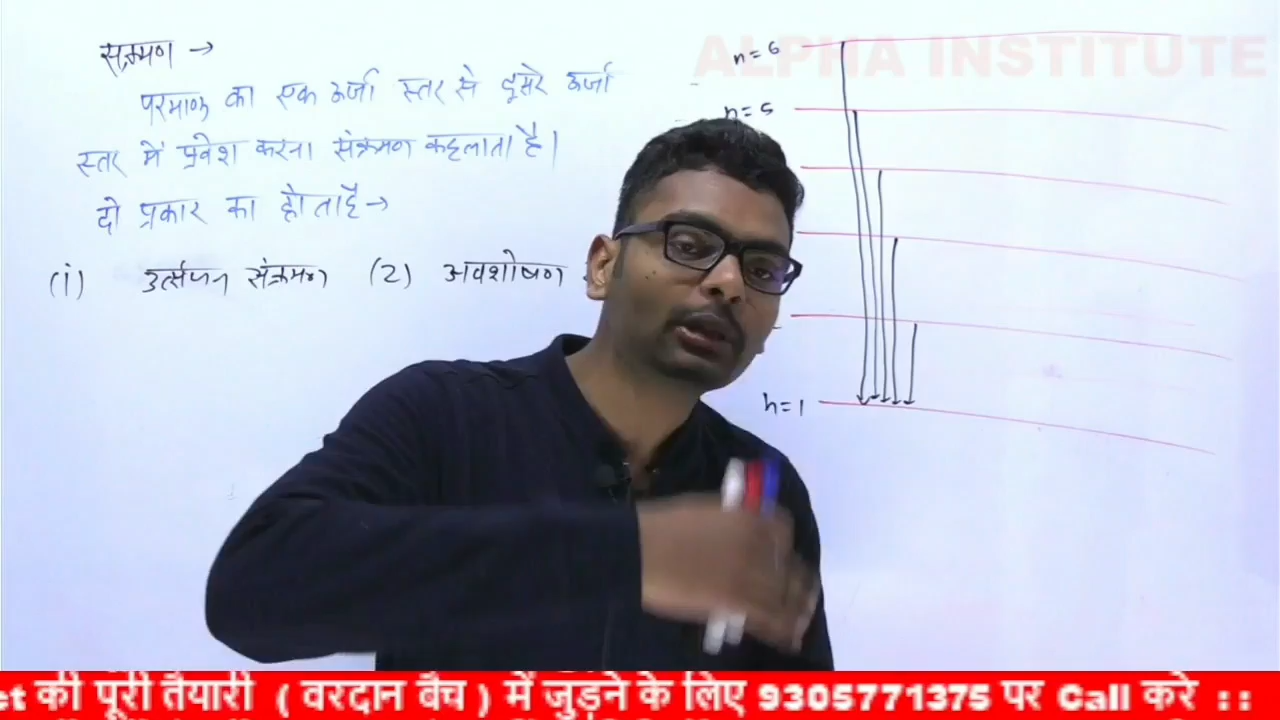 संक्रमण →
परमाणु का एक ऊर्जा स्तर से दूसरे ऊर्जा
स्तर में प्रवेश करना संक्रमण कहलाता है।
दो प्रकार का होता है →
(i) उत्सर्जन संक्रमण (2) अवशोषण
ALPHA INSTITUTE
n = 6
n = 5
n = 1
et की पूरी तैयारी ( वरदान बैच ) में जुड़ने के लिए 9305771375 पर Call करे : :